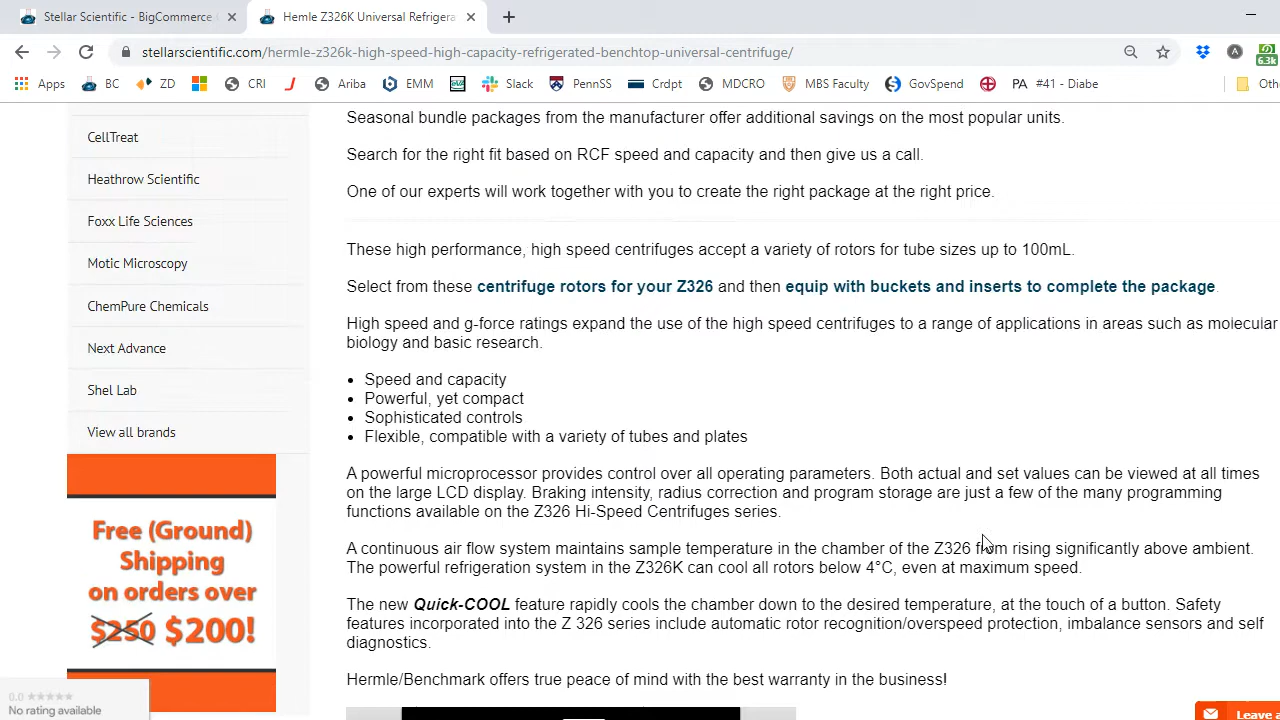 Stellar Scientific - BigCommerce
Hemle Z326K Universal Refrigera
stellarscientific.com/hermle-z326k-high-speed-high-capacity-refrigerated-benchtop-universal-centrifuge/
A
6.3k
Apps
BC
ZD
CRI
Ariba
EMM
Slack
PennSS
Crdpt
MDCRO
MBS Faculty
GovSpend
PA #41 - Diabe
Oth
CellTreat
Heathrow Scientific
Foxx Life Sciences
Motic Microscopy
ChemPure Chemicals
Next Advance
Shel Lab
View all brands
Free (Ground)
Shipping
on orders over
$250 $200!
0.0 ★★★★★
No rating available
Seasonal bundle packages from the manufacturer offer additional savings on the most popular units.
Search for the right fit based on RCF speed and capacity and then give us a call.
One of our experts will work together with you to create the right package at the right price.
These high performance, high speed centrifuges accept a variety of rotors for tube sizes up to 100mL.
Select from these centrifuge rotors for your Z326 and then equip with buckets and inserts to complete the package.
High speed and g-force ratings expand the use of the high speed centrifuges to a range of applications in areas such as molecular
biology and basic research.
• Speed and capacity
• Powerful, yet compact
• Sophisticated controls
• Flexible, compatible with a variety of tubes and plates
A powerful microprocessor provides control over all operating parameters. Both actual and set values can be viewed at all times
on the large LCD display. Braking intensity, radius correction and program storage are just a few of the many programming
functions available on the Z326 Hi-Speed Centrifuges series.
A continuous air flow system maintains sample temperature in the chamber of the Z326 from rising significantly above ambient.
The powerful refrigeration system in the Z326K can cool all rotors below 4°C, even at maximum speed.
The new Quick-COOL feature rapidly cools the chamber down to the desired temperature, at the touch of a button. Safety
features incorporated into the Z 326 series include automatic rotor recognition/overspeed protection, imbalance sensors and self
diagnostics.
Hermle/Benchmark offers true peace of mind with the best warranty in the business!
Leave a